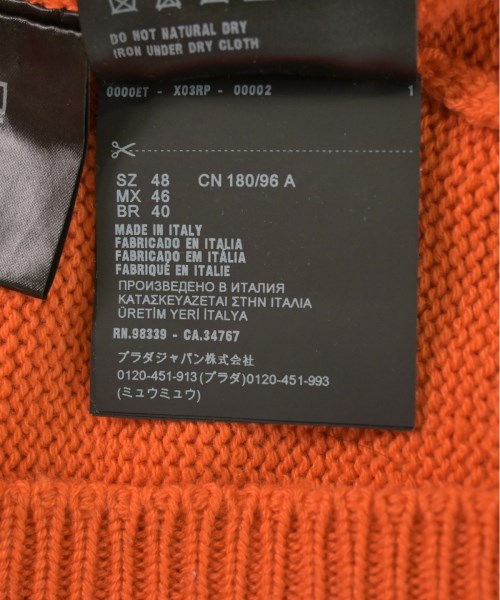 DO NOT NATURAL DRY
IRON UNDER DRY CLOTH
0000ET - X03RP - 00002 1
SZ 48 CN 180/96 A
MX 46
BR 40
MADE IN ITALY
FABRICADO EN ITALIA
FABRICADO EM ITÁLIA
FABRIQUÉ EN ITALIE
ПРОИЗВЕДЕНО В ИТАЛИЯ
ΚΑΤΑΣΚΕΥΑΖΕΤΑΙ ΣΤΗΝ ΙΤΑΛΙΑ
ÜRETİM YERİ İTALYA
RN.98339 - CA.34767
プラダジャパン株式会社
0120-451-913(プラダ)0120-451-993
(ミュウミュウ)